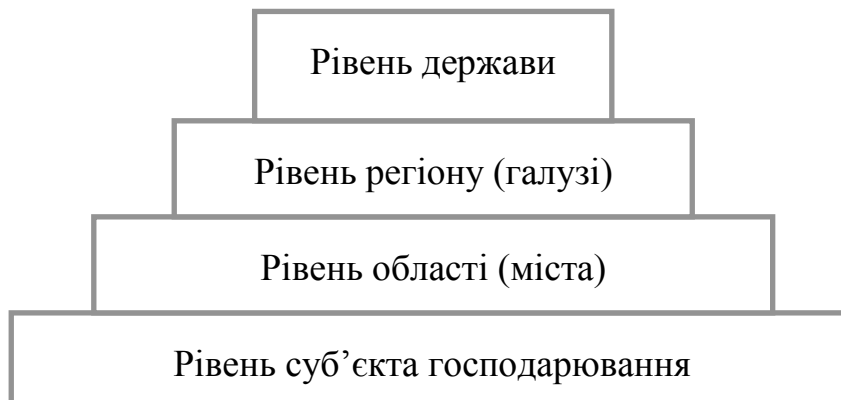 Рівень держави
Рівень регіону (галузі)
Рівень області (міста)
Рівень суб’єкта господарювання